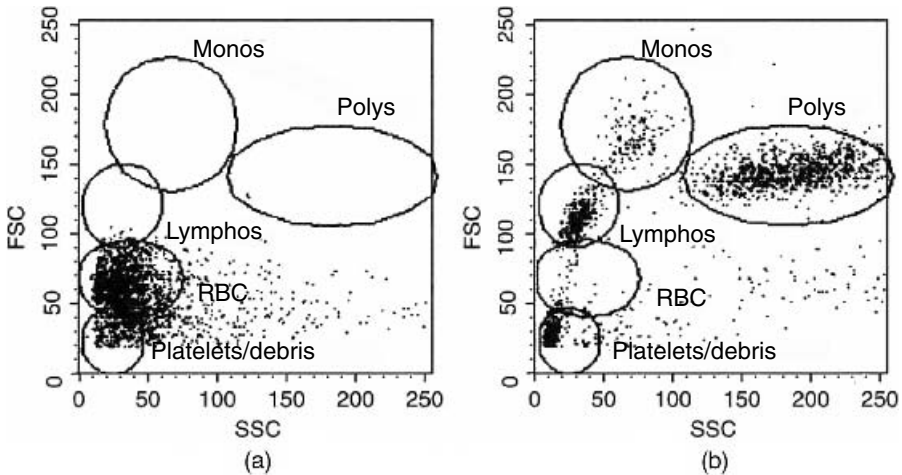 250
200
150
100
50
0
FSC
Monos
Polys
Lymphos
RBC
Platelets/debris
0 50 100 150 200 250
SSC
(a)
250
200
150
100
50
0
FSC
Monos
Polys
Lymphos
RBC
Platelets/debris
0 50 100 150 200 250
SSC
(b)